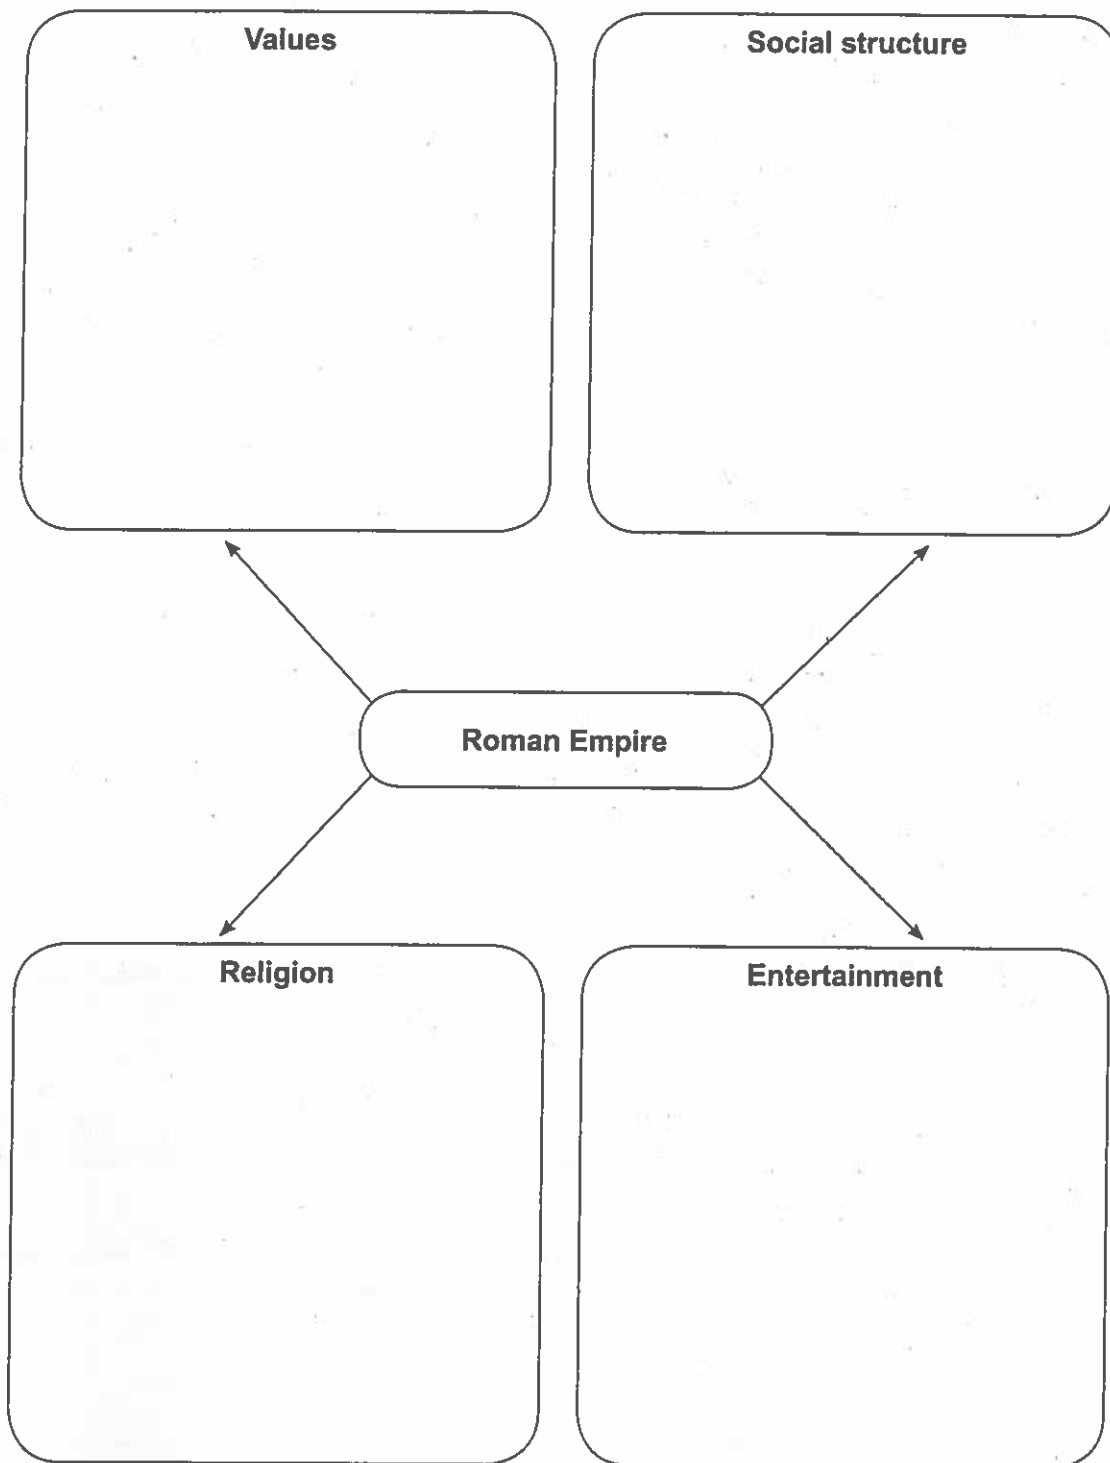 Values
Social structure
Roman Empire
Religion
Entertainment